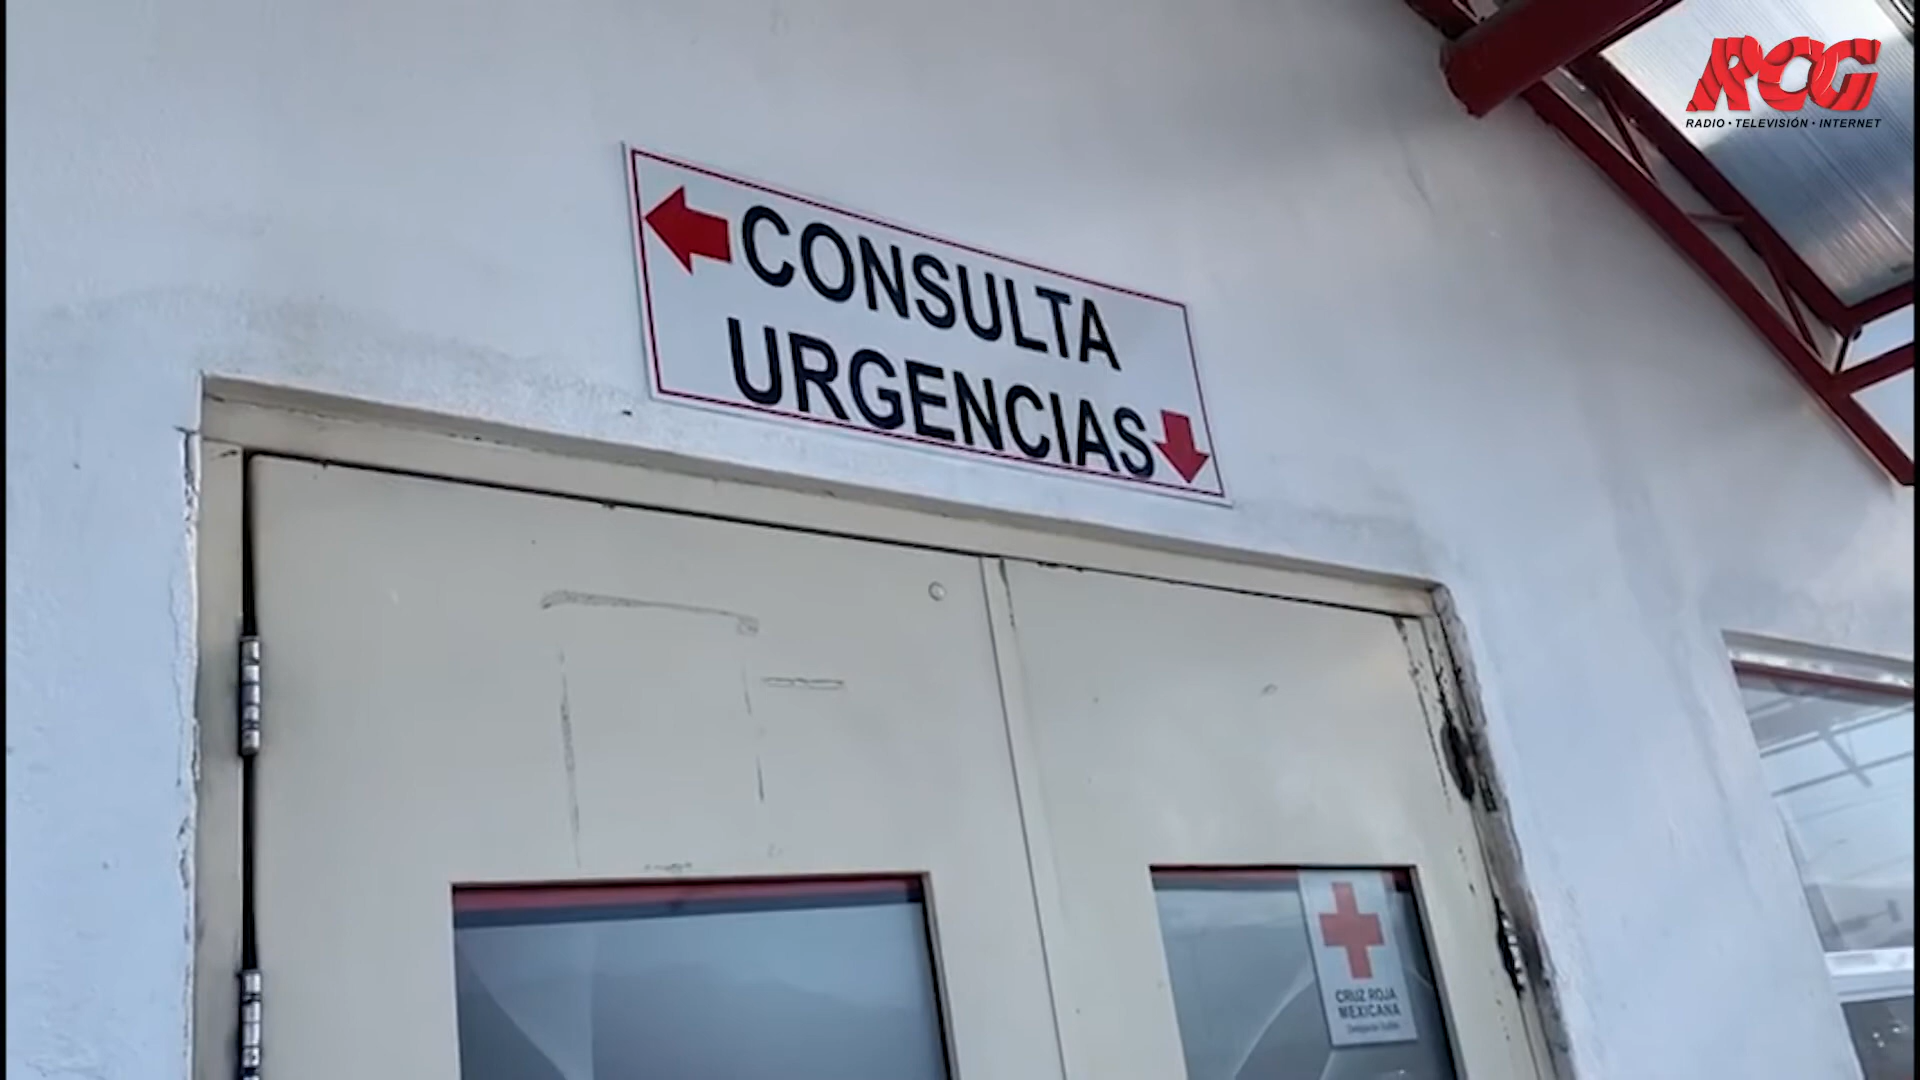 RCG
RADIO • TELEVISIÓN • INTERNET
CONSULTA
URGENCIAS
CRUZ ROJA
MEXICANA